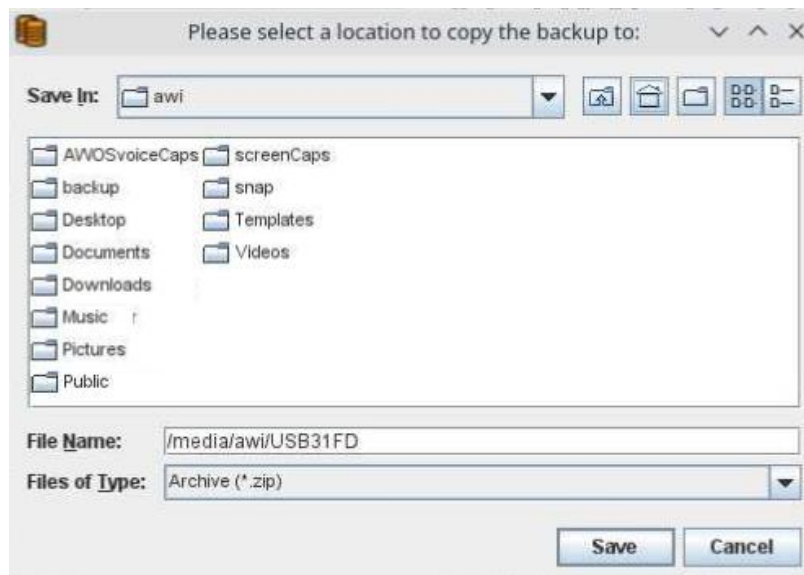 Please select a location to copy the backup to:
Save In: awi
AWOSvoiceCaps screenCaps
backup snap
Desktop Templates
Documents Videos
Downloads
Music
Pictures
Public
File Name: /media/awi/USB31FD
Files of Type: Archive (*.zip)
Save Cancel